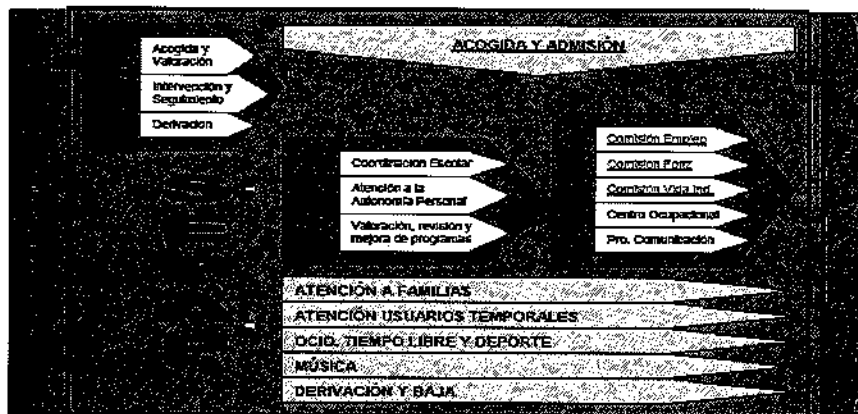 ACOGIDA Y ADMISIÓN
Acogida y
Valoración
Intervención y
Seguimiento
Derivación
Coordinación Escolar
Atención a la
Autonomía Personal
Valoración, revisión y
mejora de programas
Comisión Empleo
Comisión
Comisión Vida Ind.
Centro Ocupacional
Pro. Comunicación
ATENCIÓN A FAMILIAS
ATENCIÓN USUARIOS TEMPORALES
OCIO, TIEMPO LIBRE Y DEPORTE
MÚSICA
DERIVACIÓN Y BAJA